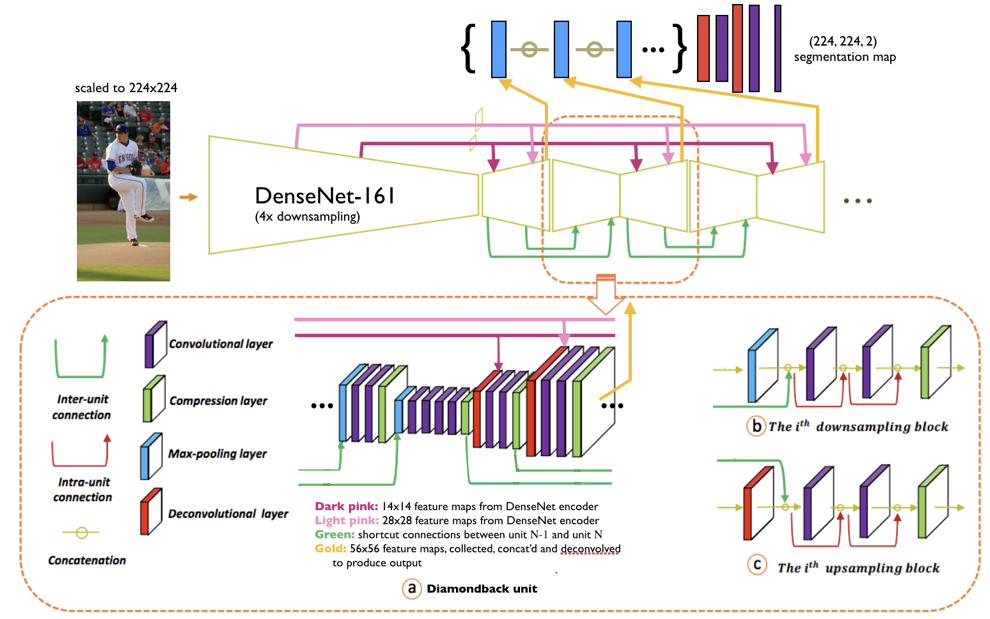 (224, 224, 2)
segmentation map
scaled to 224x224
DenseNet-161
(4x downsampling)
Inter-unit
connection
Intra-unit
connection
Concatenation
Convolutional layer
Compression layer
Max-pooling layer
Deconvolutional layer
Dark pink: 14x14 feature maps from DenseNet encoder
Light pink: 28x28 feature maps from DenseNet encoder
Green: shortcut connections between unit N-1 and unit N
Gold: 56x56 feature maps, collected, concat'd and deconvolved
to produce output
a Diamondback unit
b The iᵗʰ downsampling block
c The iᵗʰ upsampling block